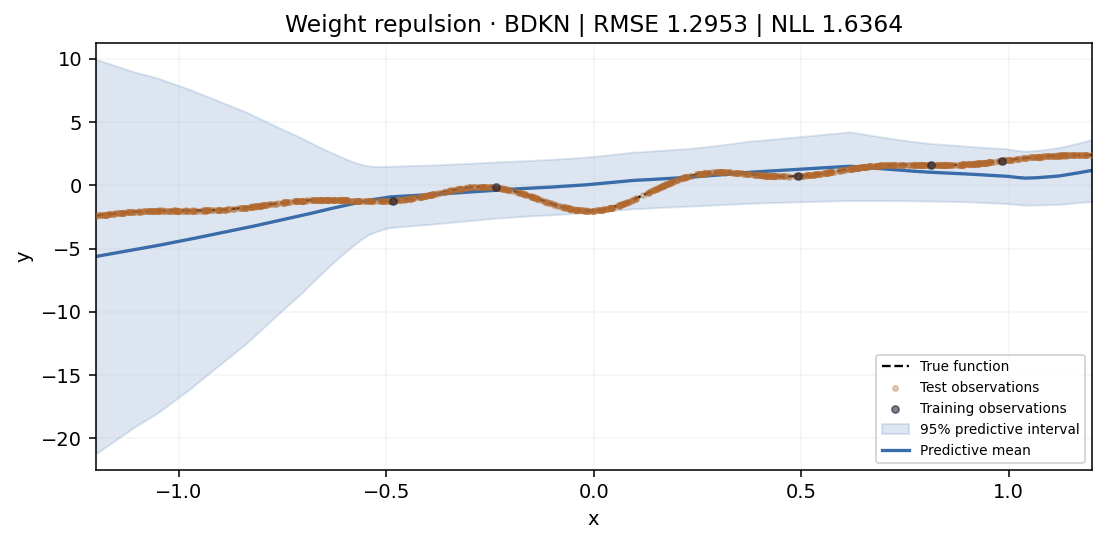 Weight repulsion · BDKN | RMSE 1.2953 | NLL 1.6364
10
5
0
−5
−10
−15
−20
y
−1.0 −0.5 0.0 0.5 1.0
x
True function
Test observations
Training observations
95% predictive interval
Predictive mean